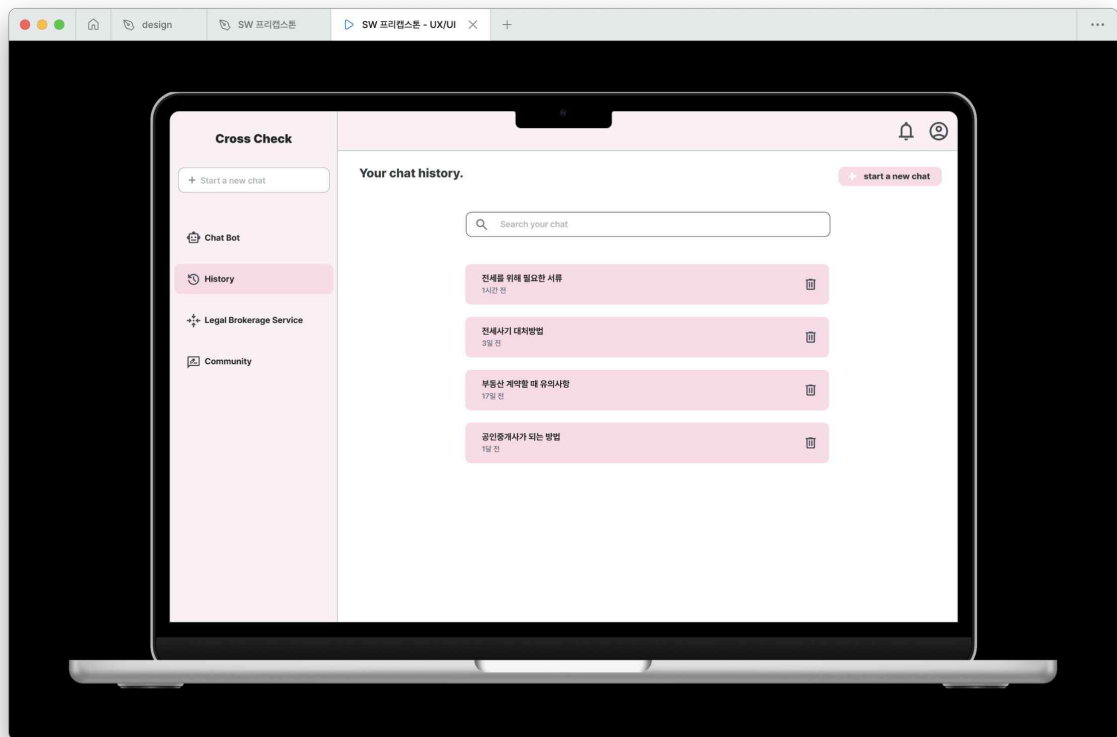 design
SW 프리캡스톤
SW 프리캡스톤 - UX/UI
Cross Check
+ Start a new chat
Chat Bot
History
Legal Brokerage Service
Community
Your chat history.
+ start a new chat
Search your chat
전세를 위해 필요한 서류
1시간 전
전세사기 대처방법
3일 전
부동산 계약할 때 유의사항
17일 전
공인중개사가 되는 방법
1달 전